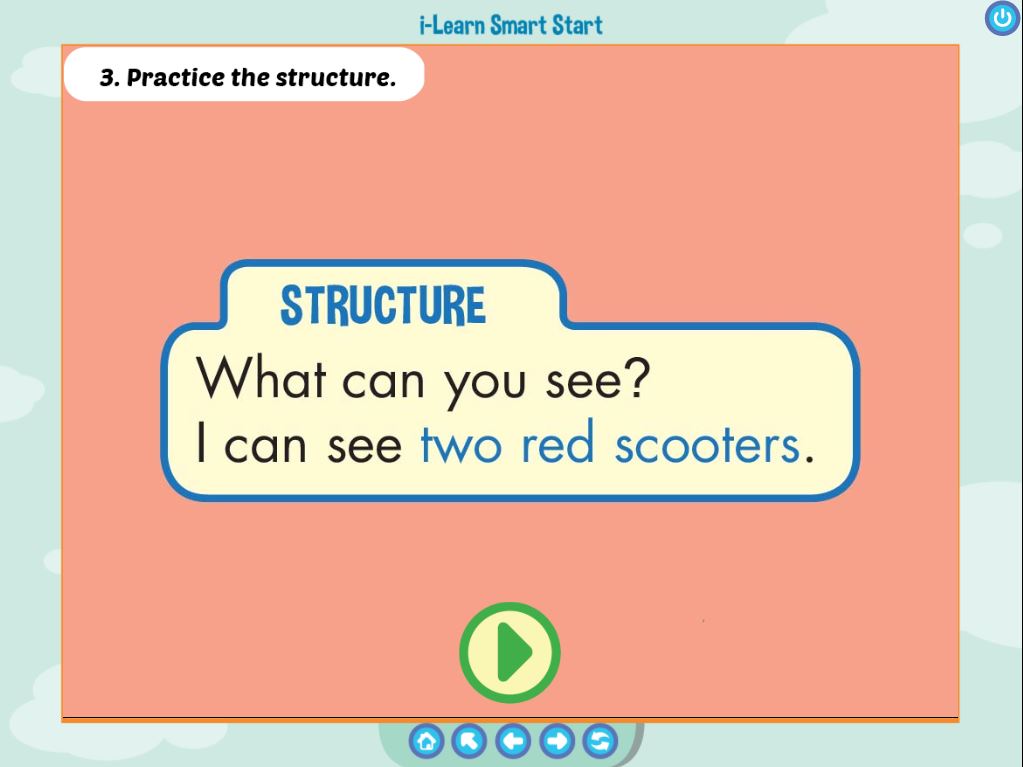 i-Learn Smart Start
3. Practice the structure.
STRUCTURE
What can you see?
I can see two red scooters.